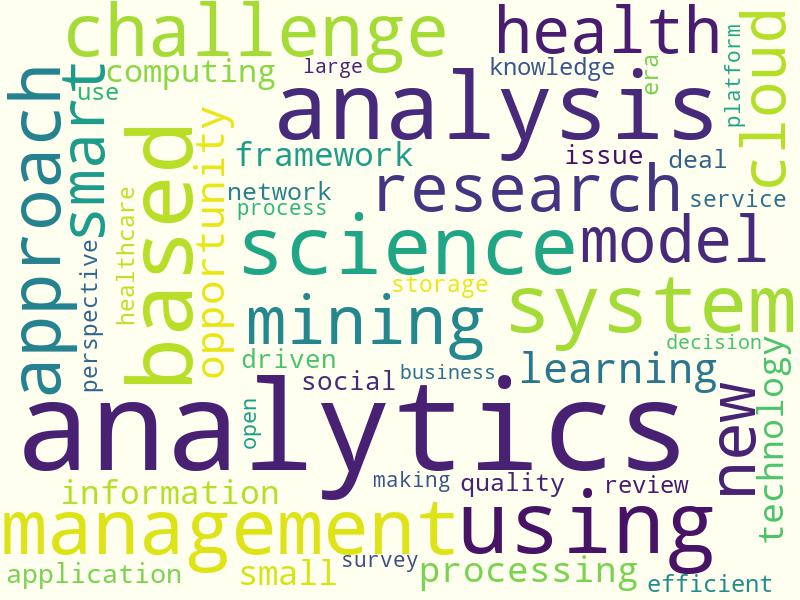 challenge
health
cloud
computing
large
knowledge
era
platform
use
smart
approach
analysis
based
opportunity
framework
issue
deal
network
research
service
healthcare
process
perspective
science
model
storage
mining
system
driven
decision
social
business
learning
technology
analytics
open
new
information
making
quality
review
management
using
application
small
survey
processing
efficient